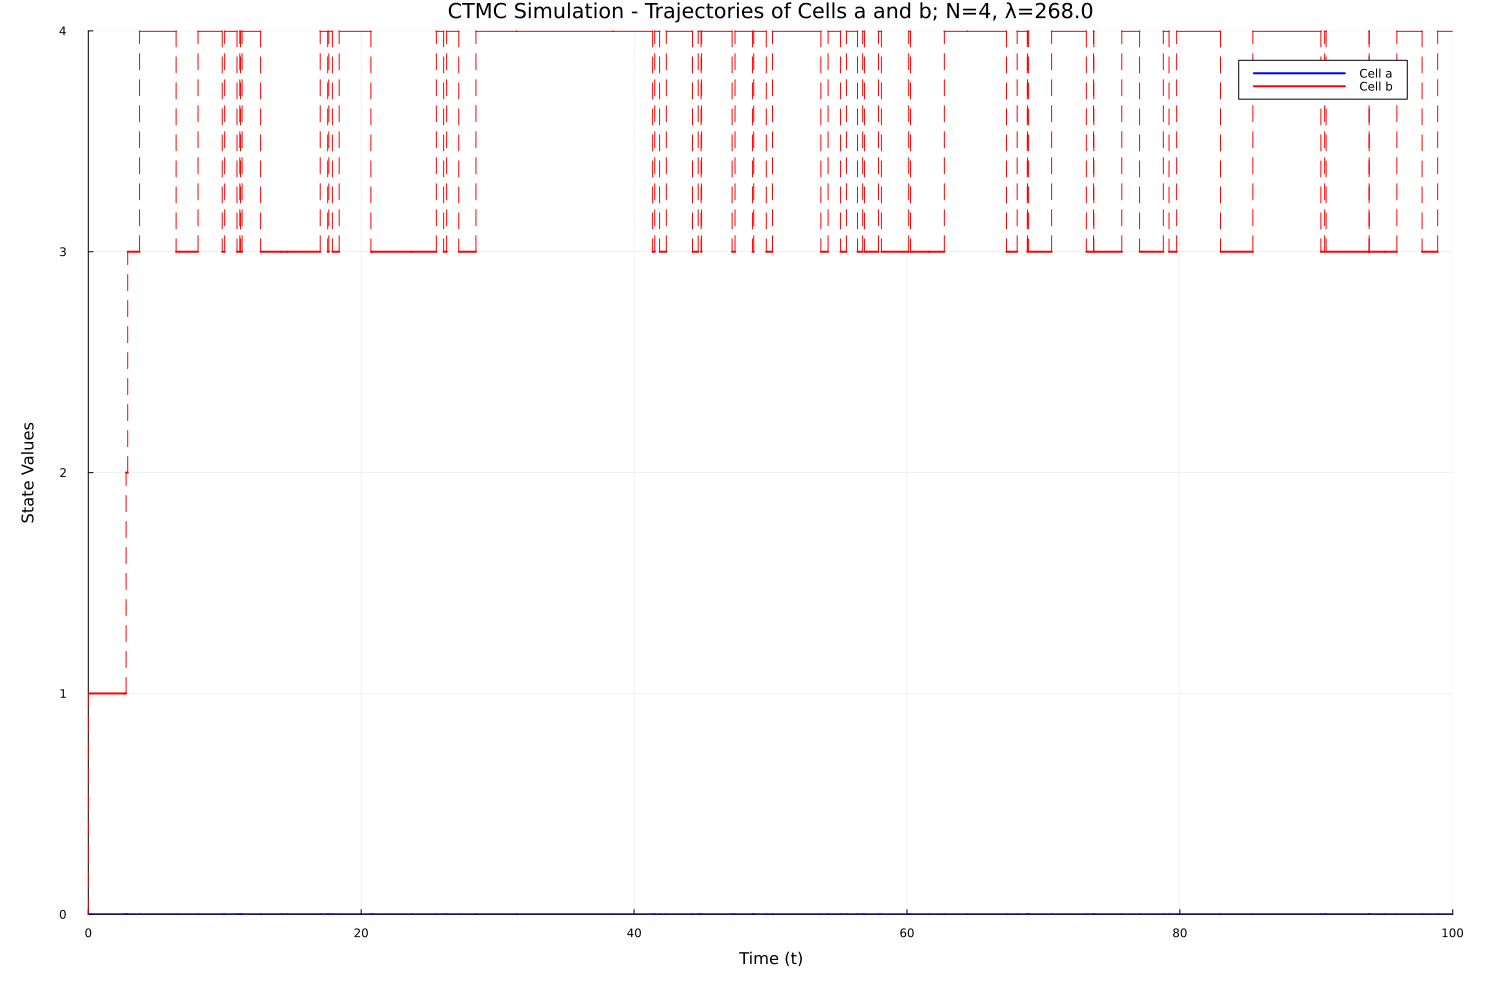 CTMC Simulation - Trajectories of Cells a and b; N=4, λ=268.0
4
Cell a
Cell b
3
State Values
2
1
0
0 20 40 60 80 100
Time (t)